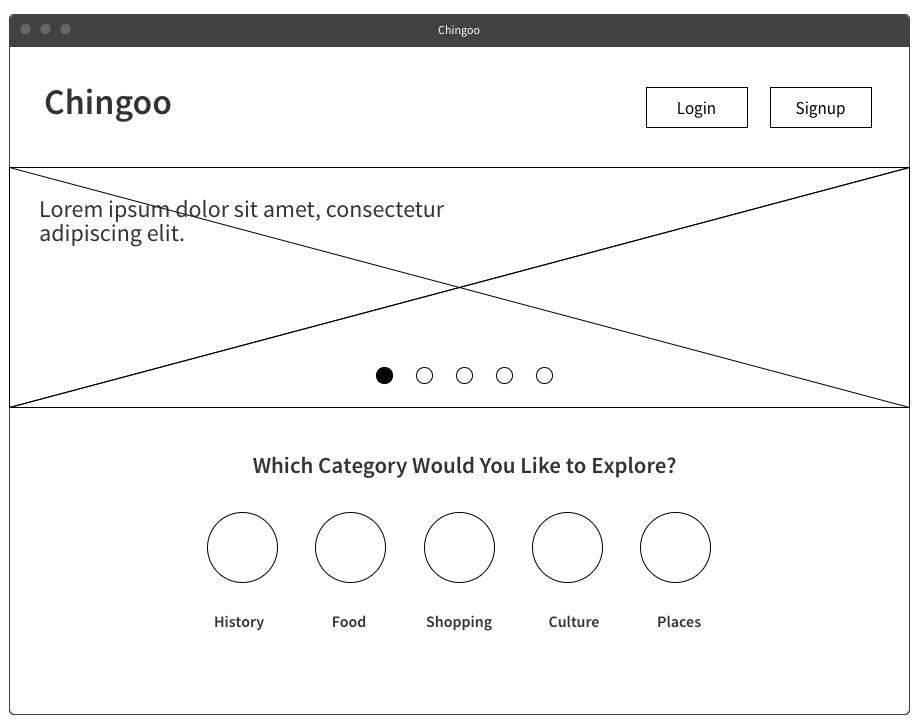 Chingoo
Chingoo
Login
Signup
Lorem ipsum dolor sit amet, consectetur
adipiscing elit.
Which Category Would You Like to Explore?
History
Food
Shopping
Culture
Places